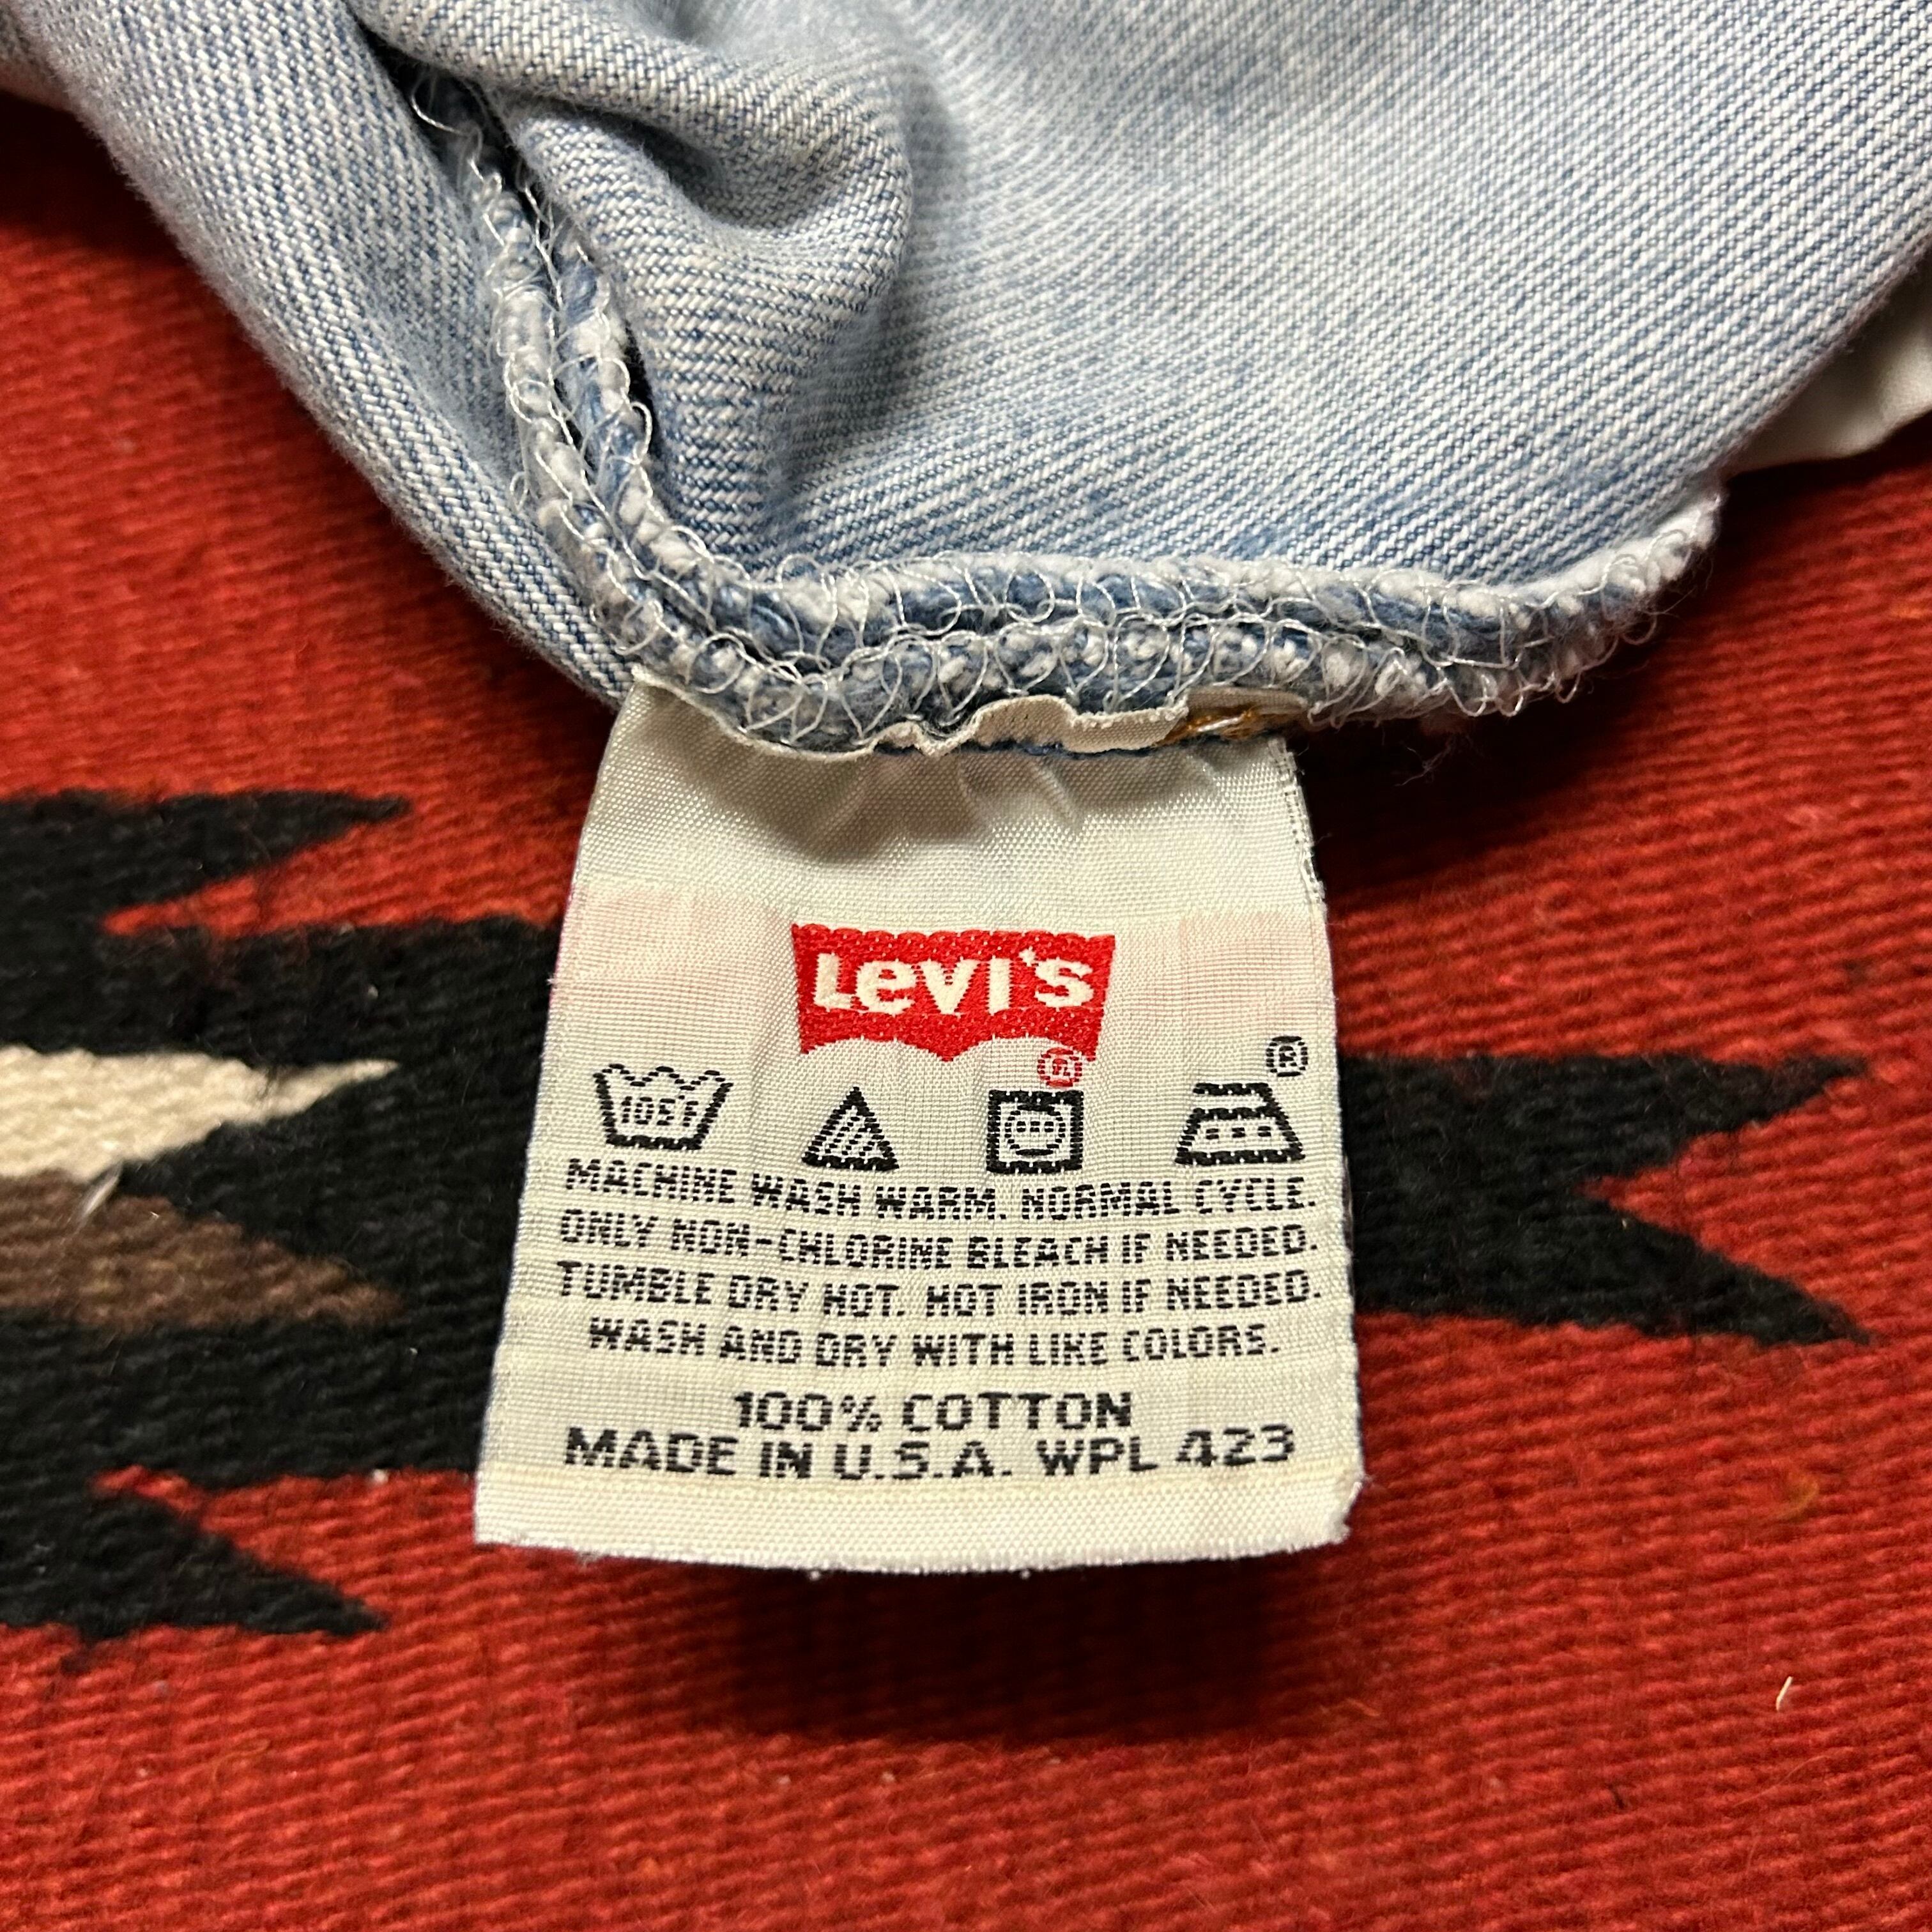 Levi's
®
®
105°F
MACHINE WASH WARM. NORMAL CYCLE.
ONLY NON-CHLORINE BLEACH IF NEEDED.
TUMBLE DRY HOT. HOT IRON IF NEEDED.
WASH AND DRY WITH LIKE COLORS.
100% COTTON
MADE IN U.S.A. WPL 423